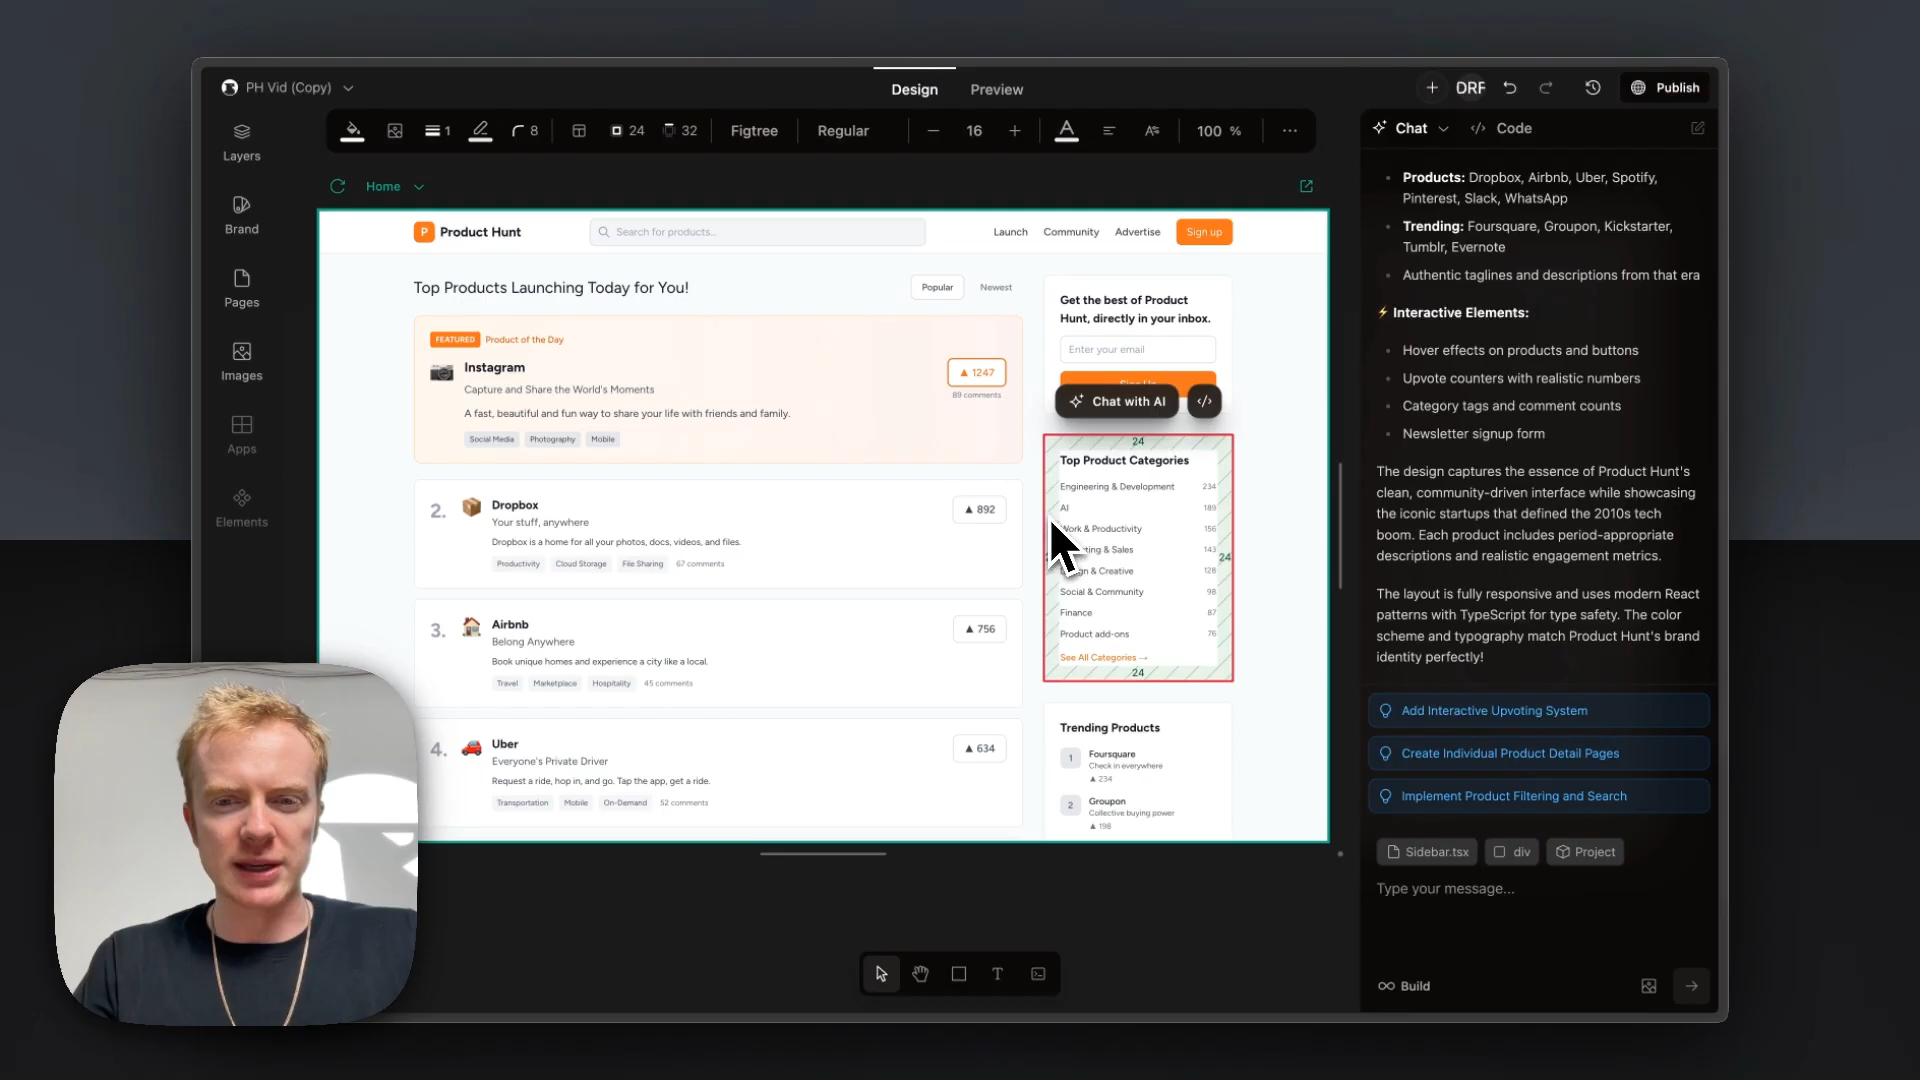 PH Vid (Copy)
Design
Preview
DRF
Publish
Layers
Brand
Pages
Images
Apps
Elements
1
8
24
32
Figtree
Regular
16
100 %
Home
P Product Hunt
Search for products...
Launch
Community
Advertise
Sign up
Top Products Launching Today for You!
Popular
Newest
FEATURED Product of the Day
Instagram
Capture and Share the World's Moments
A fast, beautiful and fun way to share your life with friends and family.
Social Media Photography Mobile
▲ 1247
89 comments
2.
Dropbox
Your stuff, anywhere
Dropbox is a home for all your photos, docs, videos, and files.
Productivity Cloud Storage File Sharing 67 comments
▲ 892
3.
Airbnb
Belong Anywhere
Book unique homes and experience a city like a local.
Travel Marketplace Hospitality 45 comments
▲ 756
4.
Uber
Everyone's Private Driver
Request a ride, hop in, and go. Tap the app, get a ride.
Transportation Mobile On-Demand 52 comments
▲ 634
Get the best of Product
Hunt, directly in your inbox.
Enter your email
Chat with AI
24
Top Product Categories
Engineering & Development 234
AI 189
Work & Productivity 156
& Sales 143
24
& Creative 128
Social & Community 98
Finance 87
Product add-ons 76
See All Categories →
24
Trending Products
1 Foursquare
Check in everywhere
▲ 234
2 Groupon
Collective buying power
▲ 198
Chat
Code
Products: Dropbox, Airbnb, Uber, Spotify,
Pinterest, Slack, WhatsApp
Trending: Foursquare, Groupon, Kickstarter,
Tumblr, Evernote
Authentic taglines and descriptions from that era
⚡ Interactive Elements:
Hover effects on products and buttons
Upvote counters with realistic numbers
Category tags and comment counts
Newsletter signup form
The design captures the essence of Product Hunt's
clean, community-driven interface while showcasing
the iconic startups that defined the 2010s tech
boom. Each product includes period-appropriate
descriptions and realistic engagement metrics.
The layout is fully responsive and uses modern React
patterns with TypeScript for type safety. The color
scheme and typography match Product Hunt's brand
identity perfectly!
Add Interactive Upvoting System
Create Individual Product Detail Pages
Implement Product Filtering and Search
Sidebar.tsx
div
Project
Type your message...
Build